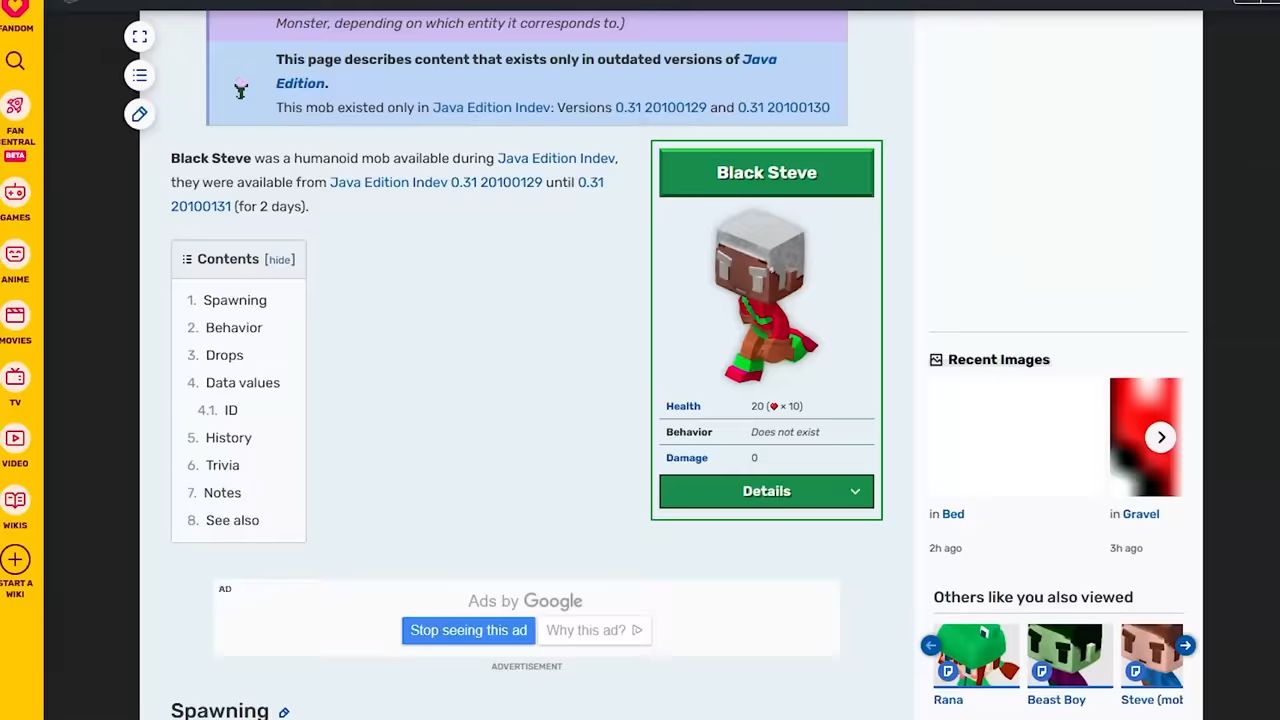 FANDOM
FAN
CENTRAL
BETA
GAMES
ANIME
MOVIES
TV
VIDEO
WIKIS
START A
WIKI
Monster, depending on which entity it corresponds to.)
This page describes content that exists only in outdated versions of Java
Edition.
This mob existed only in Java Edition Indev: Versions 0.31 20100129 and 0.31 20100130
Black Steve was a humanoid mob available during Java Edition Indev,
they were available from Java Edition Indev 0.31 20100129 until 0.31
20100131 (for 2 days).
Contents [hide]
1. Spawning
2. Behavior
3. Drops
4. Data values
4.1. ID
5. History
6. Trivia
7. Notes
8. See also
Black Steve
Health 20 ( × 10)
Behavior Does not exist
Damage 0
Details
AD
Ads by Google
Stop seeing this ad Why this ad?
ADVERTISEMENT
Spawning
Recent Images
in Bed in Gravel
2h ago 3h ago
Others like you also viewed
Rana Beast Boy Steve (mob